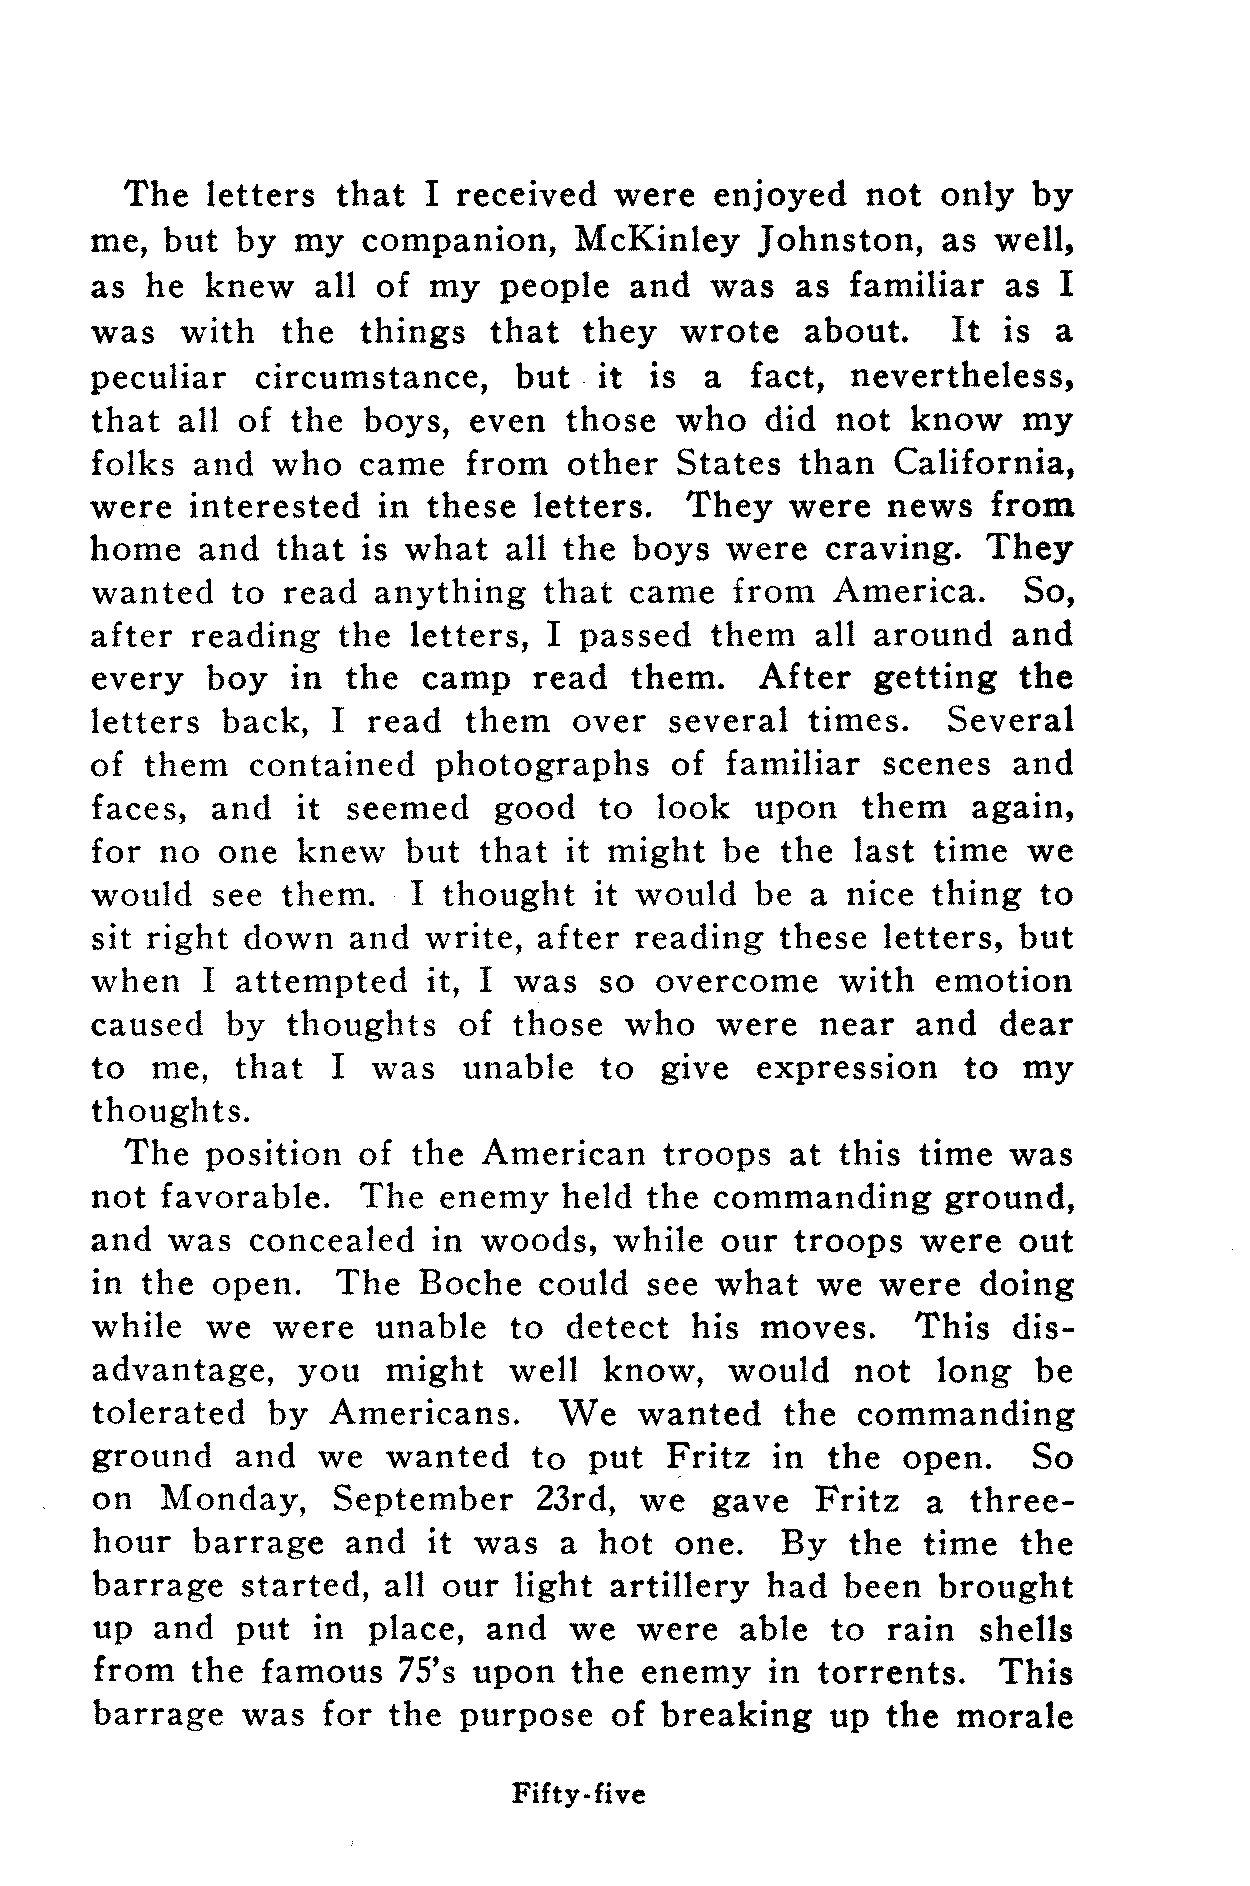 The letters that I received were enjoyed not only by
me, but by my companion, McKinley Johnston, as well,
as he knew all of my people and was as familiar as I
was with the things that they wrote about. It is a
peculiar circumstance, but it is a fact, nevertheless,
that all of the boys, even those who did not know my
folks and who came from other States than California,
were interested in these letters. They were news from
home and that is what all the boys were craving. They
wanted to read anything that came from America. So,
after reading the letters, I passed them all around and
every boy in the camp read them. After getting the
letters back, I read them over several times. Several
of them contained photographs of familiar scenes and
faces, and it seemed good to look upon them again,
for no one knew but that it might be the last time we
would see them. I thought it would be a nice thing to
sit right down and write, after reading these letters, but
when I attempted it, I was so overcome with emotion
caused by thoughts of those who were near and dear
to me, that I was unable to give expression to my
thoughts.
The position of the American troops at this time was
not favorable. The enemy held the commanding ground,
and was concealed in woods, while our troops were out
in the open. The Boche could see what we were doing
while we were unable to detect his moves. This dis-
advantage, you might well know, would not long be
tolerated by Americans. We wanted the commanding
ground and we wanted to put Fritz in the open. So
on Monday, September 23rd, we gave Fritz a three-
hour barrage and it was a hot one. By the time the
barrage started, all our light artillery had been brought
up and put in place, and we were able to rain shells
from the famous 75's upon the enemy in torrents. This
barrage was for the purpose of breaking up the morale
Fifty-five